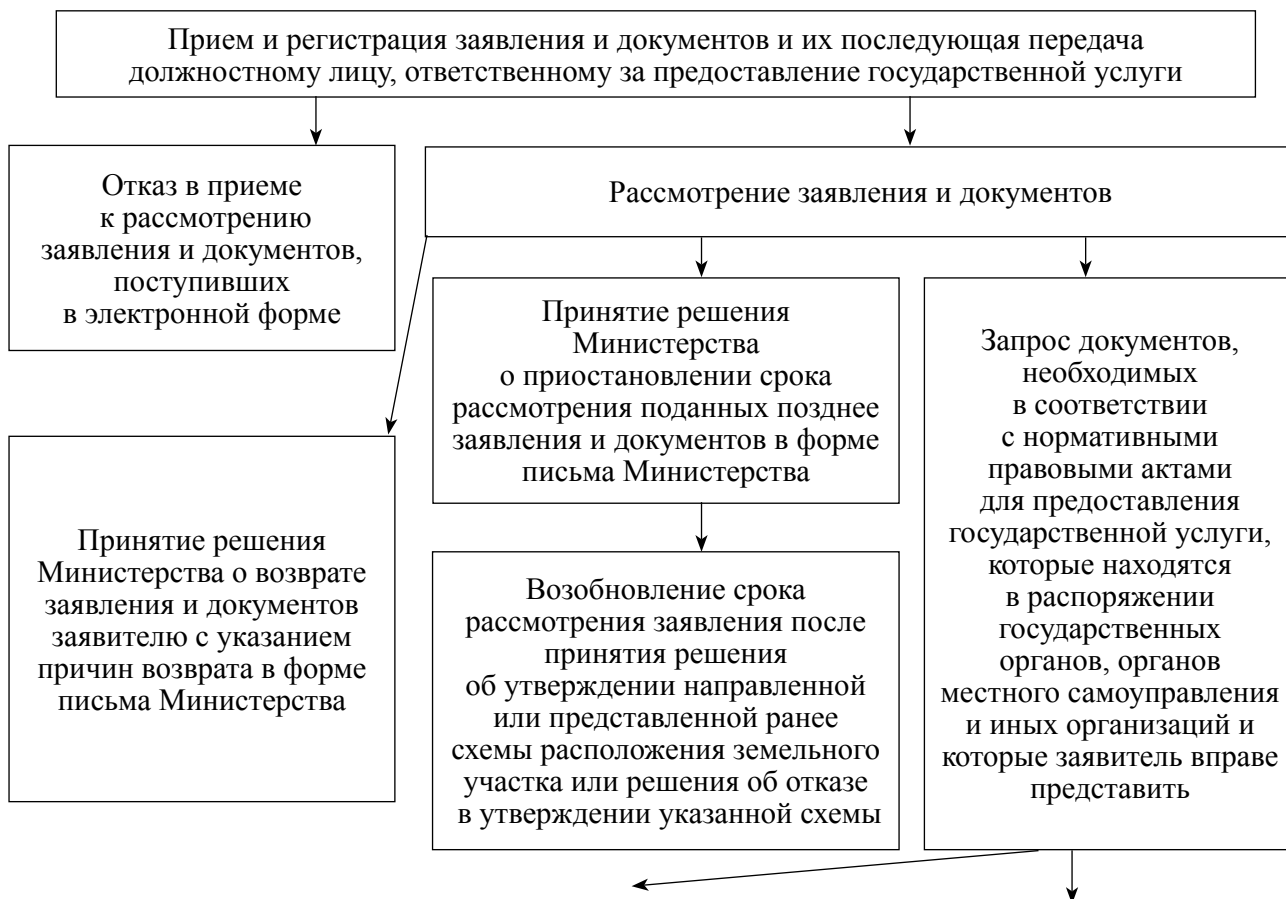 Прием и регистрация заявления и документов и их последующая передача
должностному лицу, ответственному за предоставление государственной услуги
Отказ в приеме
к рассмотрению
заявления и документов,
поступивших
в электронной форме
Рассмотрение заявления и документов
Принятие решения
Министерства о возврате
заявления и документов
заявителю с указанием
причин возврата в форме
письма Министерства
Принятие решения
Министерства
о приостановлении срока
рассмотрения поданных позднее
заявления и документов в форме
письма Министерства
Возобновление срока
рассмотрения заявления после
принятия решения
об утверждении направленной
или представленной ранее
схемы расположения земельного
участка или решения об отказе
в утверждении указанной схемы
Запрос документов,
необходимых
в соответствии
с нормативными
правовыми актами
для предоставления
государственной услуги,
которые находятся
в распоряжении
государственных
органов, органов
местного самоуправления
и иных организаций и
которые заявитель вправе
представить